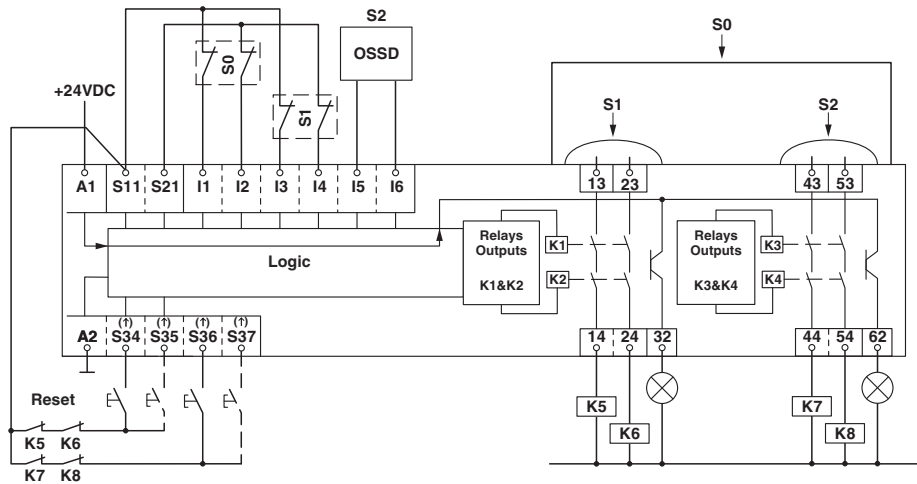 S2
S0
OSSD
S0
+24VDC
S1
S1
S2
A1 S11 S21 I1 I2 I3 I4 I5 I6
13 23
43 53
Logic
Relays
Outputs
K1&K2
K1
K2
Relays
Outputs
K3&K4
K3
K4
(↑) (↑) (↑) (↑)
A2 S34 S35 S36 S37
14 24 32
44 54 62
Reset
K5 K6
K7 K8
K5
K6
K7
K8